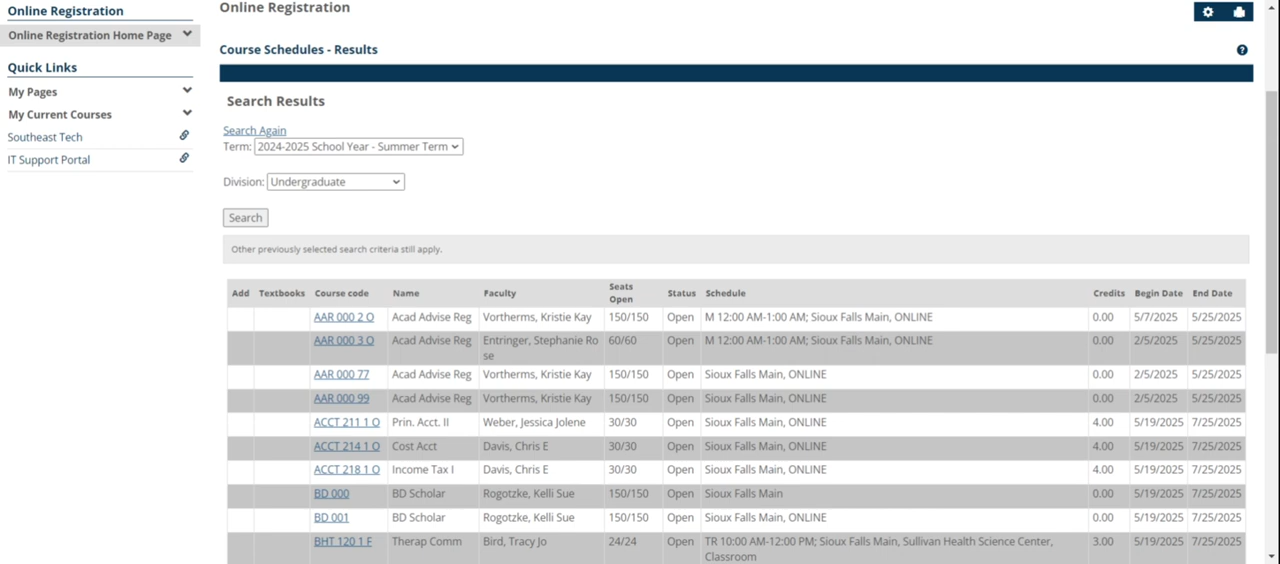 Online Registration
Online Registration Home Page
Quick Links
My Pages
My Current Courses
Southeast Tech
IT Support Portal
Online Registration
Course Schedules - Results
Search Results
Search Again
Term: 2024-2025 School Year - Summer Term
Division: Undergraduate
Search
Other previously selected search criteria still apply.
Add Textbooks Course code Name Faculty Seats Open Status Schedule Credits Begin Date End Date
AAR 000 2 O Acad Advise Reg Vortherms, Kristie Kay 150/150 Open M 12:00 AM-1:00 AM; Sioux Falls Main, ONLINE 0.00 5/7/2025 5/25/2025
AAR 000 3 O Acad Advise Reg Entringer, Stephanie Ro 60/60 Open M 12:00 AM-1:00 AM; Sioux Falls Main, ONLINE 0.00 2/5/2025 5/25/2025
se
AAR 000 77 Acad Advise Reg Vortherms, Kristie Kay 150/150 Open Sioux Falls Main, ONLINE 0.00 2/5/2025 5/25/2025
AAR 000 99 Acad Advise Reg Vortherms, Kristie Kay 150/150 Open Sioux Falls Main, ONLINE 0.00 2/5/2025 5/25/2025
ACCT 211 1 O Prin. Acct. II Weber, Jessica Jolene 30/30 Open Sioux Falls Main, ONLINE 4.00 5/19/2025 7/25/2025
ACCT 214 1 O Cost Acct Davis, Chris E 30/30 Open Sioux Falls Main, ONLINE 4.00 5/19/2025 7/25/2025
ACCT 218 1 O Income Tax I Davis, Chris E 30/30 Open Sioux Falls Main, ONLINE 4.00 5/19/2025 7/25/2025
BD 000 BD Scholar Rogotzke, Kelli Sue 150/150 Open Sioux Falls Main 0.00 5/19/2025 7/25/2025
BD 001 BD Scholar Rogotzke, Kelli Sue 150/150 Open Sioux Falls Main, ONLINE 0.00 5/19/2025 7/25/2025
BHT 120 1 F Therap Comm Bird, Tracy Jo 24/24 Open TR 10:00 AM-12:00 PM; Sioux Falls Main, Sullivan Health Science Center, 3.00 5/19/2025 7/25/2025
Classroom